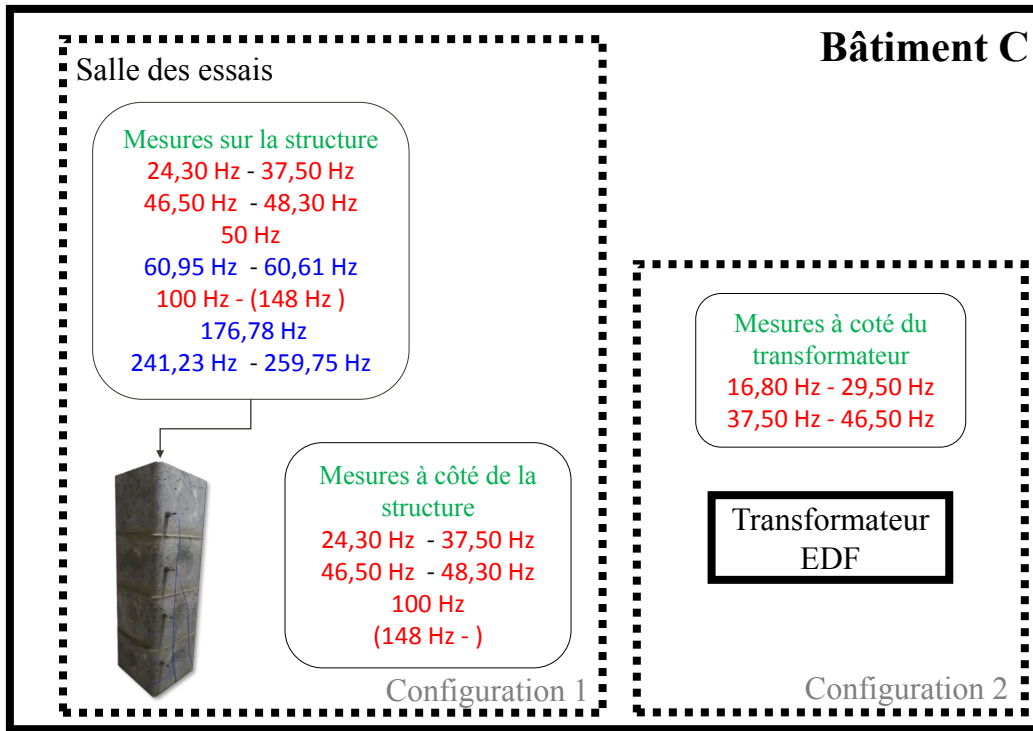 Bâtiment C
Salle des essais
Mesures sur la structure
24,30 Hz - 37,50 Hz
46,50 Hz - 48,30 Hz
50 Hz
60,95 Hz - 60,61 Hz
100 Hz - (148 Hz )
176,78 Hz
241,23 Hz - 259,75 Hz
Mesures à côté de la
structure
24,30 Hz - 37,50 Hz
46,50 Hz - 48,30 Hz
100 Hz
(148 Hz - )
Configuration 1
Mesures à coté du
transformateur
16,80 Hz - 29,50 Hz
37,50 Hz - 46,50 Hz
Transformateur
EDF
Configuration 2